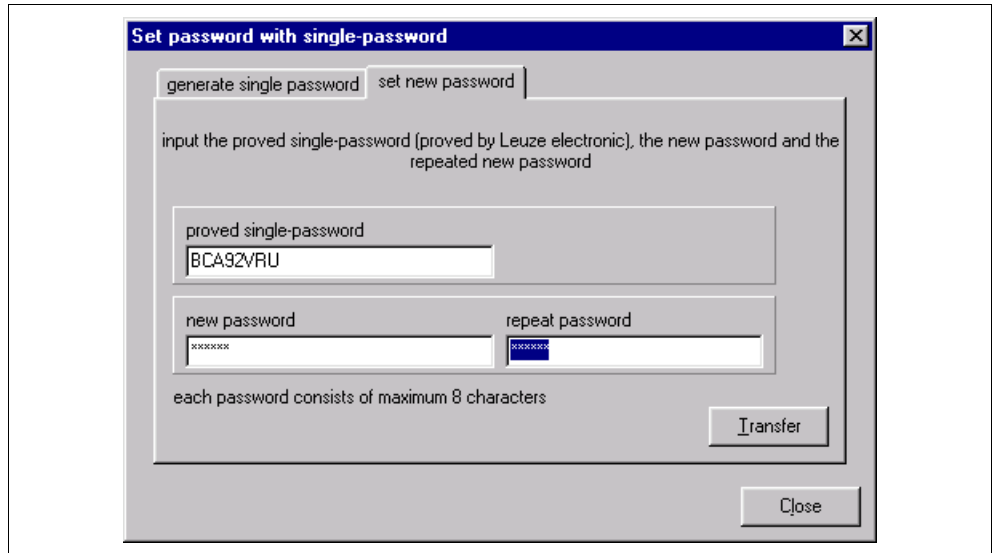 Set password with single-password
generate single password
set new password
input the proved single-password (proved by Leuze electronic), the new password and the
repeated new password
proved single-password
BCA92VRU
new password
repeat password
******
******
each password consists of maximum 8 characters
Transfer
Close